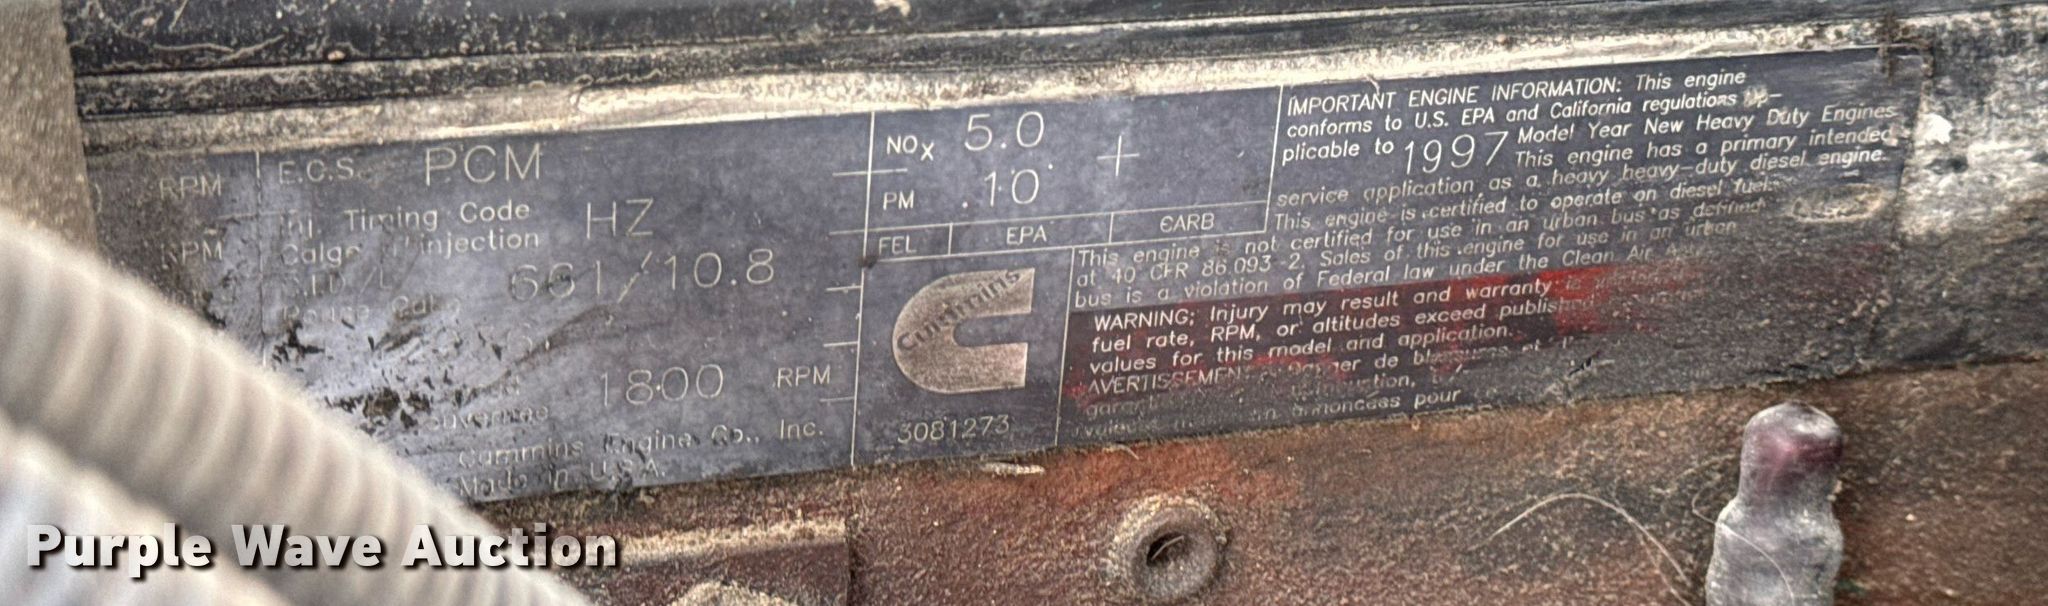 RPM
E.C.S. PCM
RPM
Inj. Timing Code HZ
injection
661/10.8
1800 RPM
Cummins Engine Co., Inc.
Made in U.S.A.
NOX 5.0
PM .10
FEL EPA CARB
Cummins
3081273
IMPORTANT ENGINE INFORMATION: This engine
conforms to U.S. EPA and California regulations ap-
plicable to 1997 Model Year New Heavy Duty Engines
This engine has a primary intended
service application as a heavy heavy-duty diesel engine.
This engine is certified to operate on diesel fuel.
This engine is not certified for use in an urban bus as defined
at 40 CFR 86.093-2. Sales of this engine for use in an urban
bus is a violation of Federal law under the Clean Air
WARNING: Injury may result and warranty is
fuel rate, RPM, or altitudes exceed
values for this model and application.
AVERTISSEMENT de
annoncées pour
Purple Wave Auction